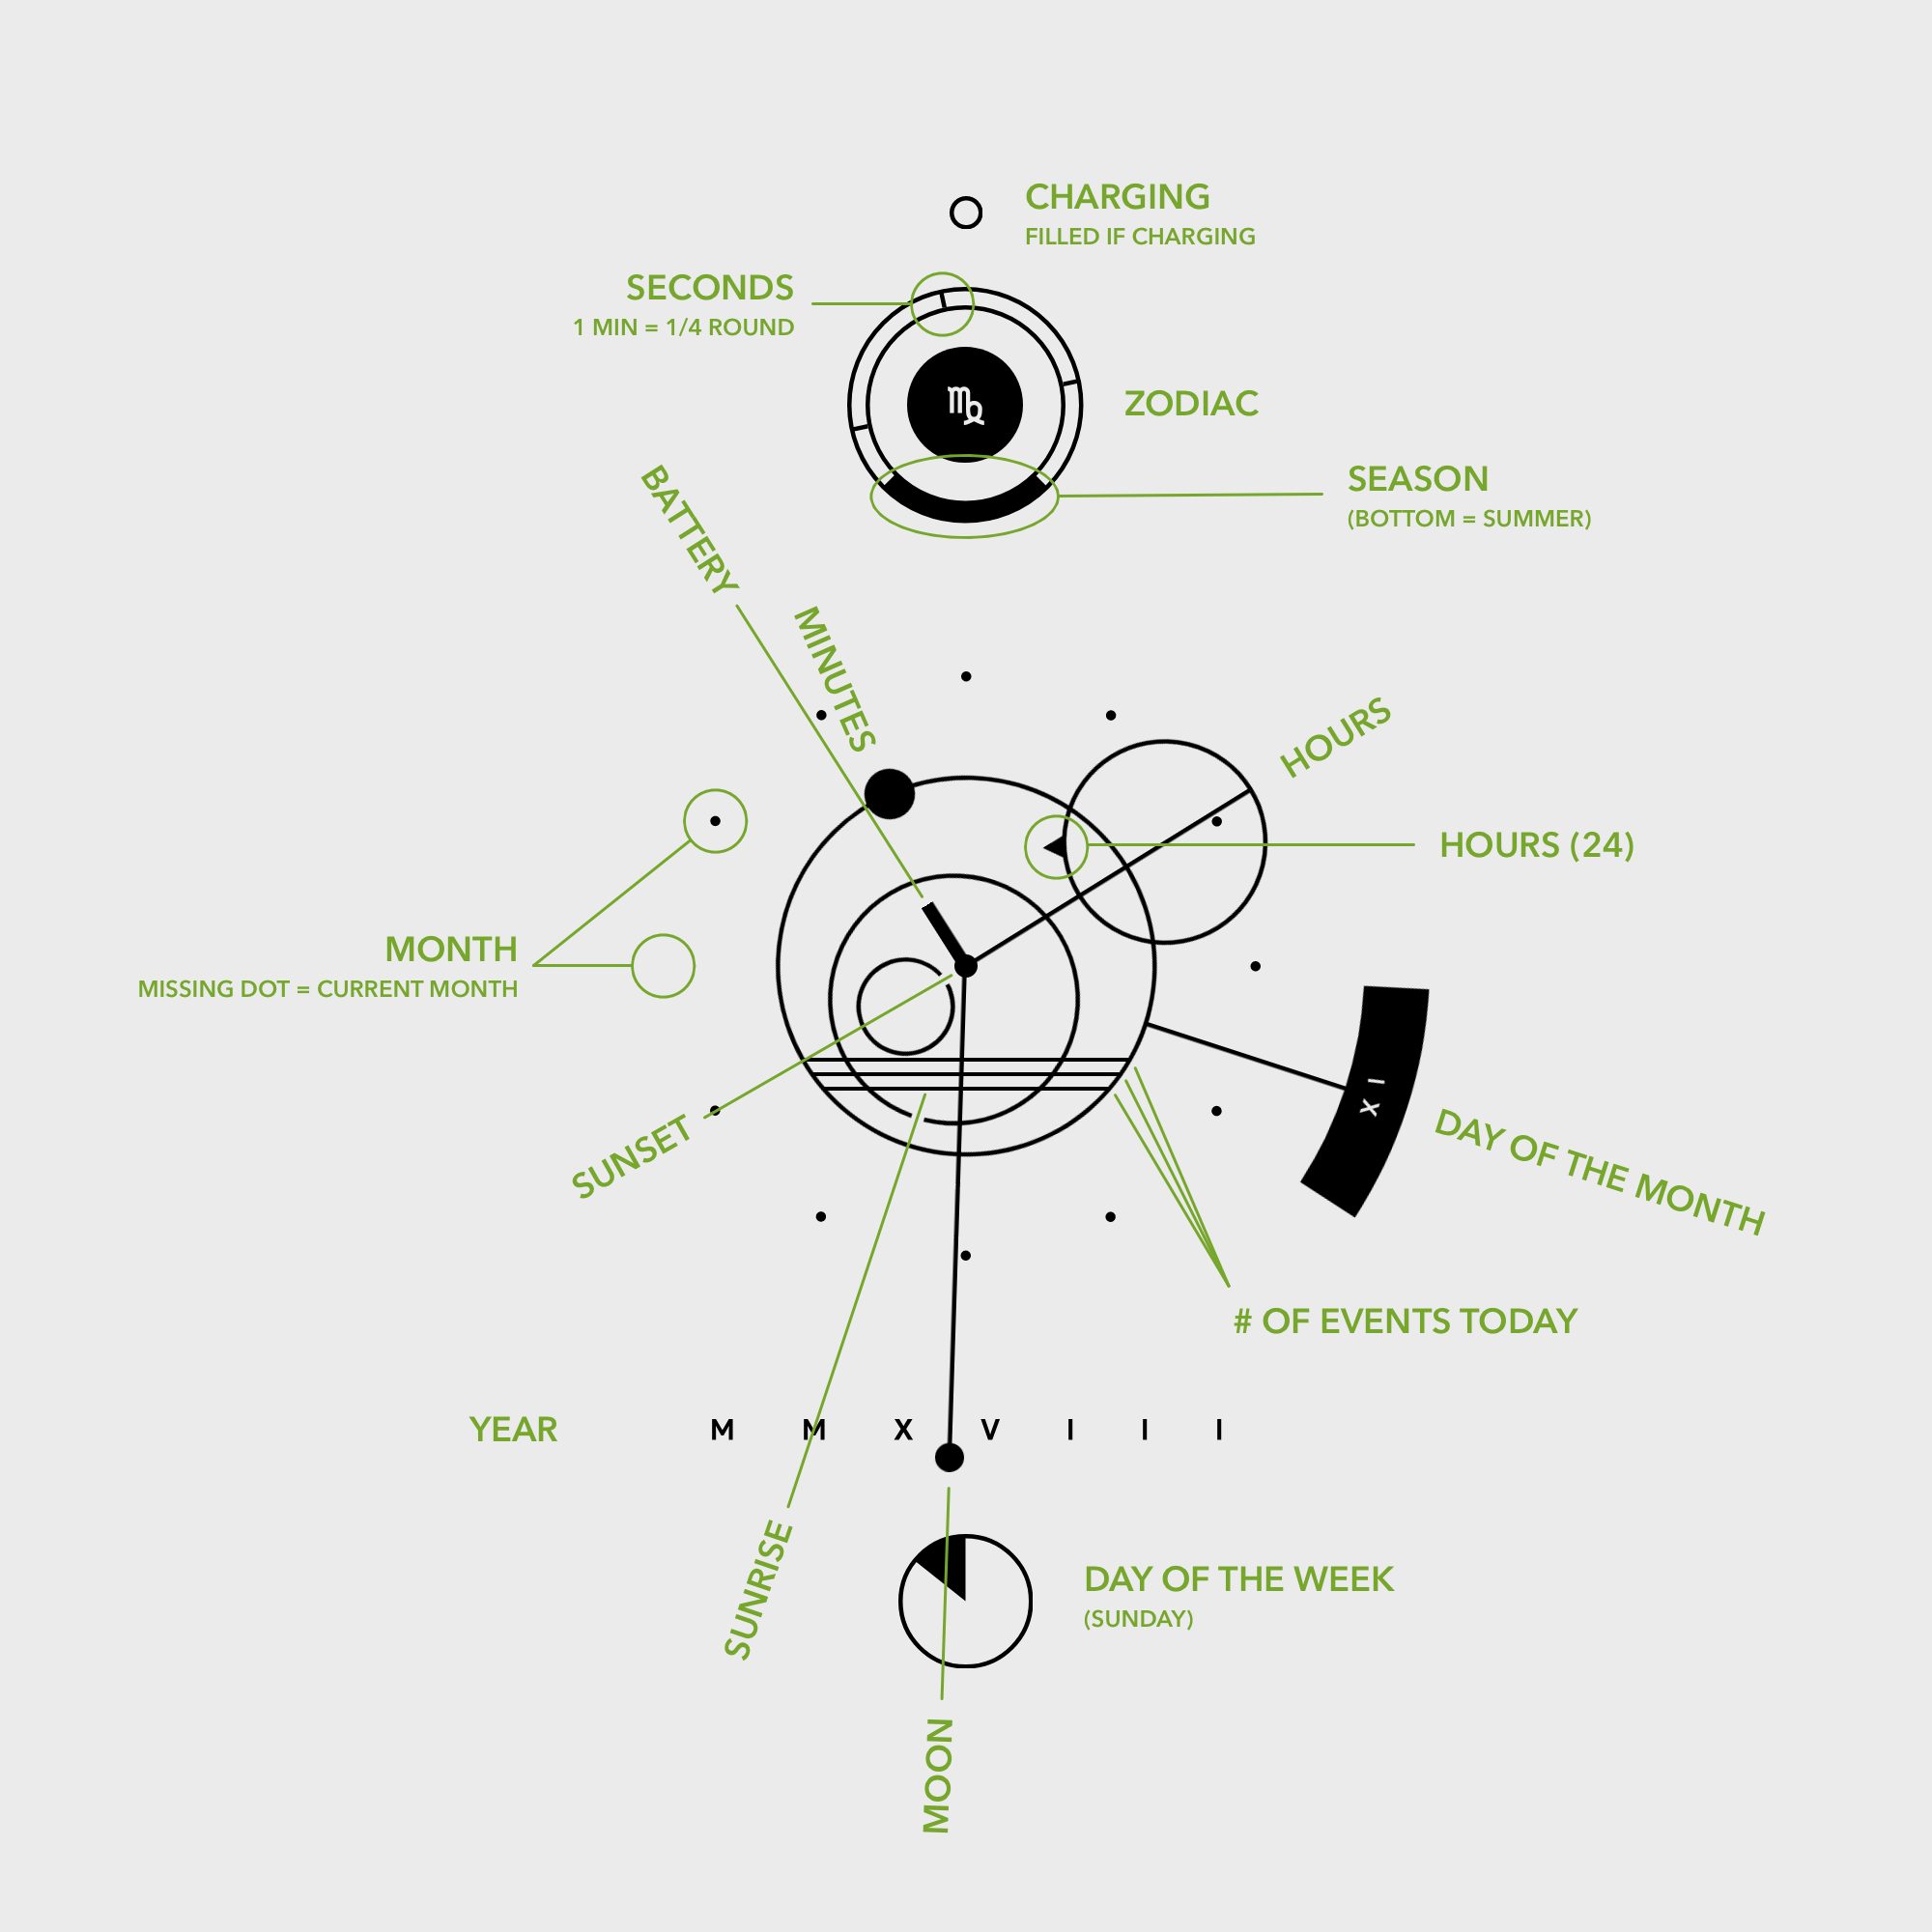 CHARGING
FILLED IF CHARGING
SECONDS
1 MIN = 1/4 ROUND
♍︎
ZODIAC
SEASON
(BOTTOM = SUMMER)
BATTERY
MINUTES
HOURS
HOURS (24)
MONTH
MISSING DOT = CURRENT MONTH
X I
DAY OF THE MONTH
SUNSET
# OF EVENTS TODAY
YEAR
M M X V I I I
SUNRISE
DAY OF THE WEEK
(SUNDAY)
MOON